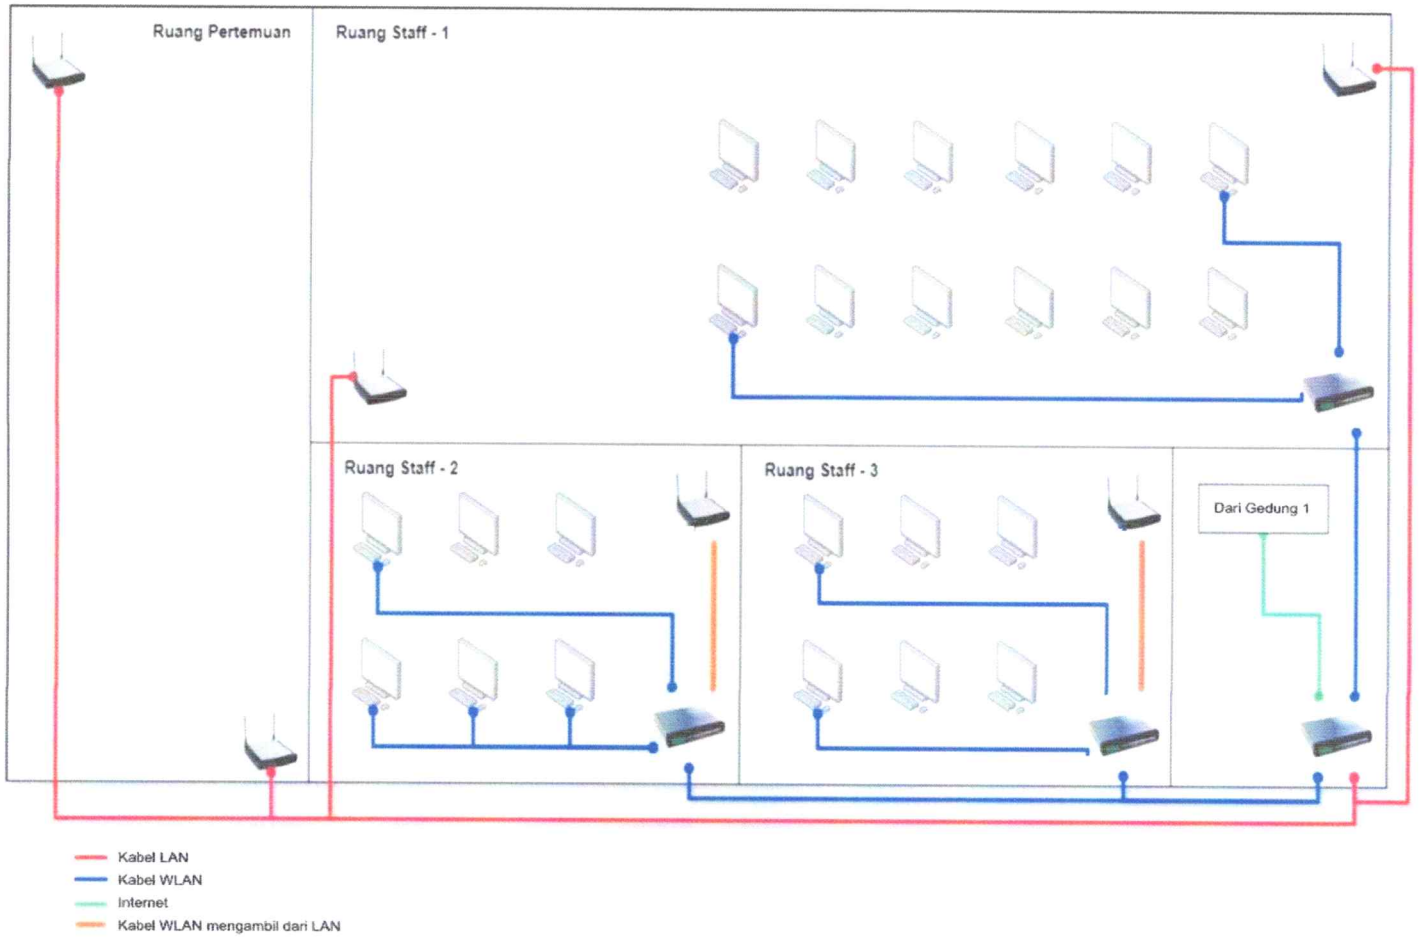 Ruang Pertemuan
Ruang Staff - 1
Ruang Staff - 2
Ruang Staff - 3
Dari Gedung 1
Kabel LAN
Kabel WLAN
Internet
Kabel WLAN mengambil dari LAN